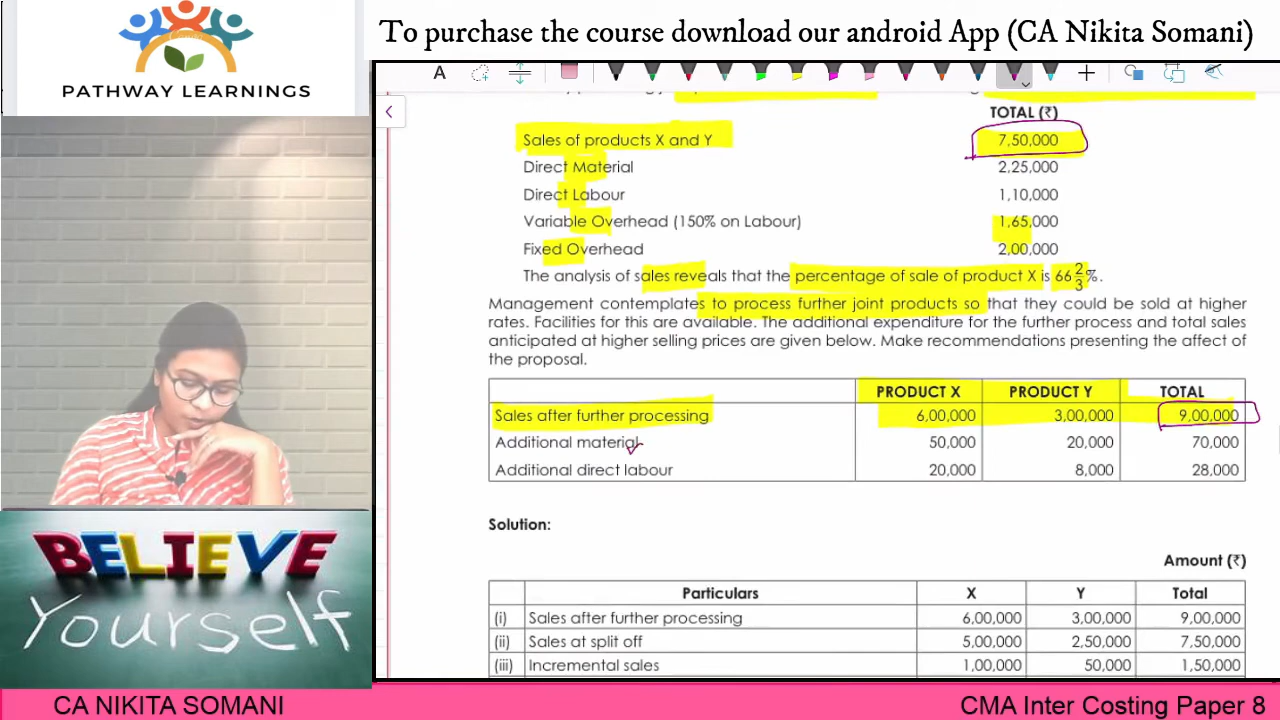 To purchase the course download our android App (CA Nikita Somani)
PATHWAY LEARNINGS
A
TOTAL (₹)
Sales of products X and Y 7,50,000
Direct Material 2,25,000
Direct Labour 1,10,000
Variable Overhead (150% on Labour) 1,65,000
Fixed Overhead 2,00,000
The analysis of sales reveals that the percentage of sale of product X is 66 2/3%.
Management contemplates to process further joint products so that they could be sold at higher
rates. Facilities for this are available. The additional expenditure for the further process and total sales
anticipated at higher selling prices are given below. Make recommendations presenting the affect of
the proposal.
PRODUCT X PRODUCT Y TOTAL
Sales after further processing 6,00,000 3,00,000 9,00,000
Additional material 50,000 20,000 70,000
Additional direct labour 20,000 8,000 28,000
Solution:
Amount (₹)
Particulars X Y Total
(i) Sales after further processing 6,00,000 3,00,000 9,00,000
(ii) Sales at split off 5,00,000 2,50,000 7,50,000
(iii) Incremental sales 1,00,000 50,000 1,50,000
BELIEVE
Yourself
CA NIKITA SOMANI
CMA Inter Costing Paper 8